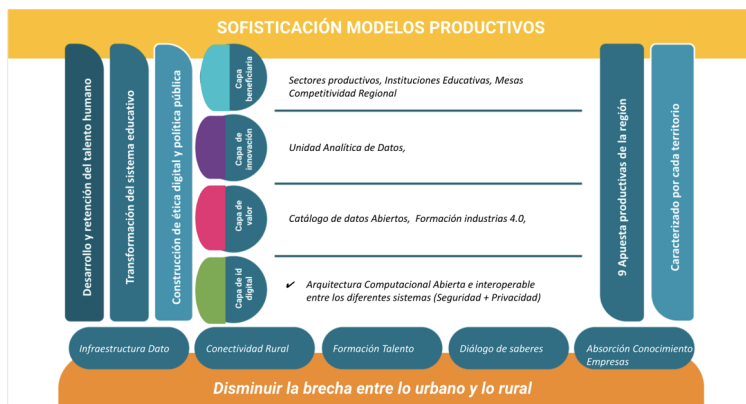 SOFISTICACIÓN MODELOS PRODUCTIVOS
Desarrollo y retención del talento humano
Transformación del sistema educativo
Construcción de ética digital y política pública
Capa
beneficiaria
Sectores productivos, Instituciones Educativas, Mesas
Competitividad Regional
Capa de
innovación
Unidad Analítica de Datos,
Capa de
valor
Catálogo de datos Abiertos, Formación industrias 4.0,
Capa de id
digital
✔ Arquitectura Computacional Abierta e interoperable
entre los diferentes sistemas (Seguridad + Privacidad)
9 Apuesta productivas de la región
Caracterizado por cada territorio
Infraestructura Dato
Conectividad Rural
Formación Talento
Diálogo de saberes
Absorción Conocimiento
Empresas
Disminuir la brecha entre lo urbano y lo rural